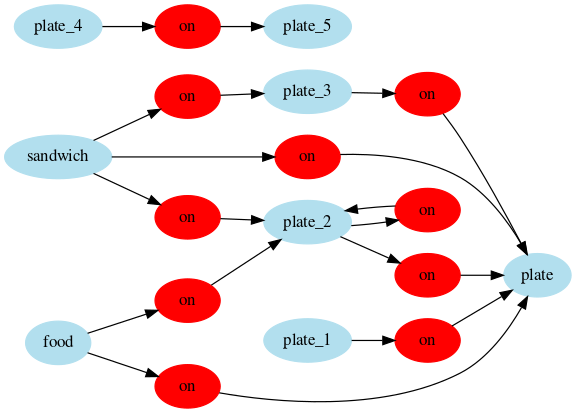 plate_4
on
plate_5
on
plate_3
on
sandwich
on
on
plate_2
on
on
plate
on
food
plate_1
on
on